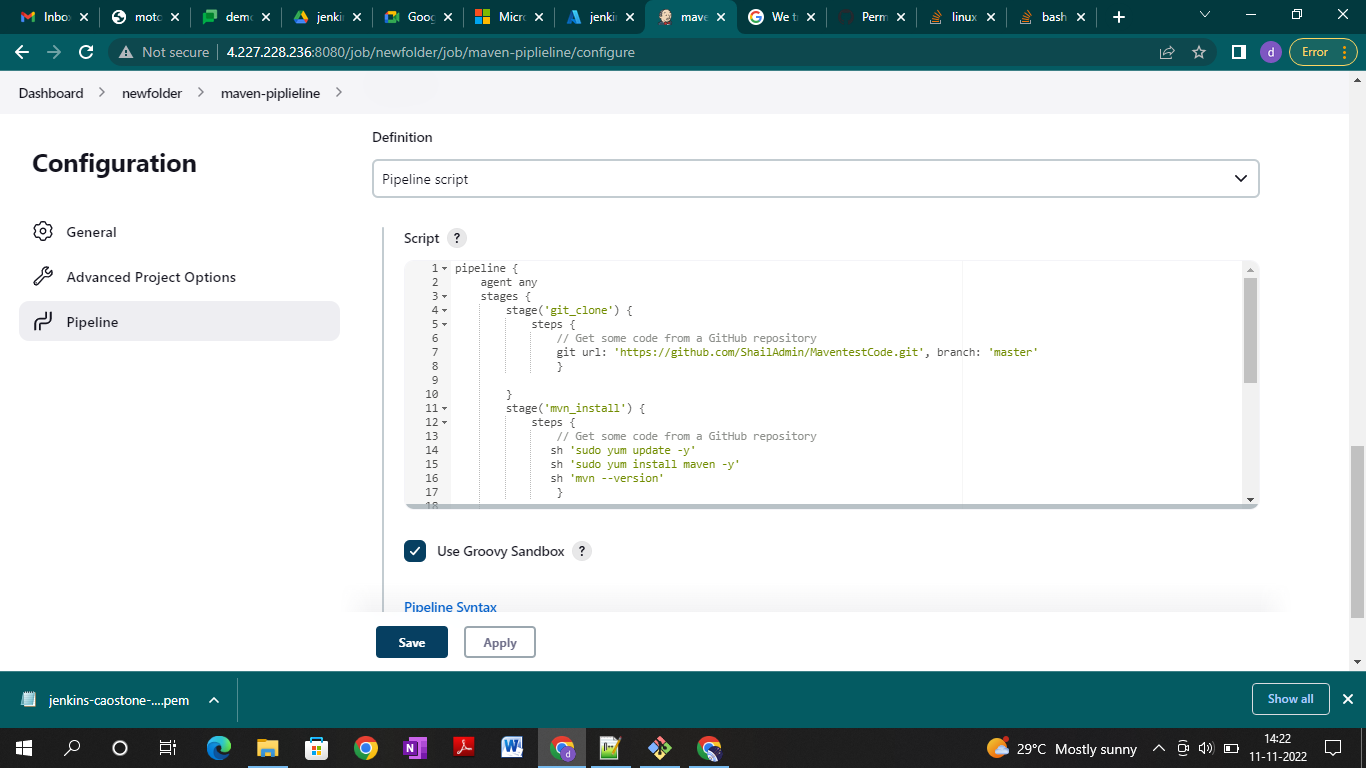 Inbo
moto
demo
jenki
Goog
Micro
jenki
mave
We t
Perm
linux
bash
Not secure
4.227.228.236:8080/job/newfolder/job/maven-piplieline/configure
d
Error
Dashboard
newfolder
maven-piplieline
Configuration
General
Advanced Project Options
Pipeline
Definition
Pipeline script
Script ?
1 pipeline {
2 agent any
3 stages {
4 stage('git_clone') {
5 steps {
6 // Get some code from a GitHub repository
7 git url: 'https://github.com/ShailAdmin/MaventestCode.git', branch: 'master'
8 }
9
10 }
11 stage('mvn_install') {
12 steps {
13 // Get some code from a GitHub repository
14 sh 'sudo yum update -y'
15 sh 'sudo yum install maven -y'
16 sh 'mvn --version'
17 }
18
Use Groovy Sandbox ?
Pipeline Syntax
Save
Apply
jenkins-caostone-....pem
Show all
29°C Mostly sunny
14:22
11-11-2022